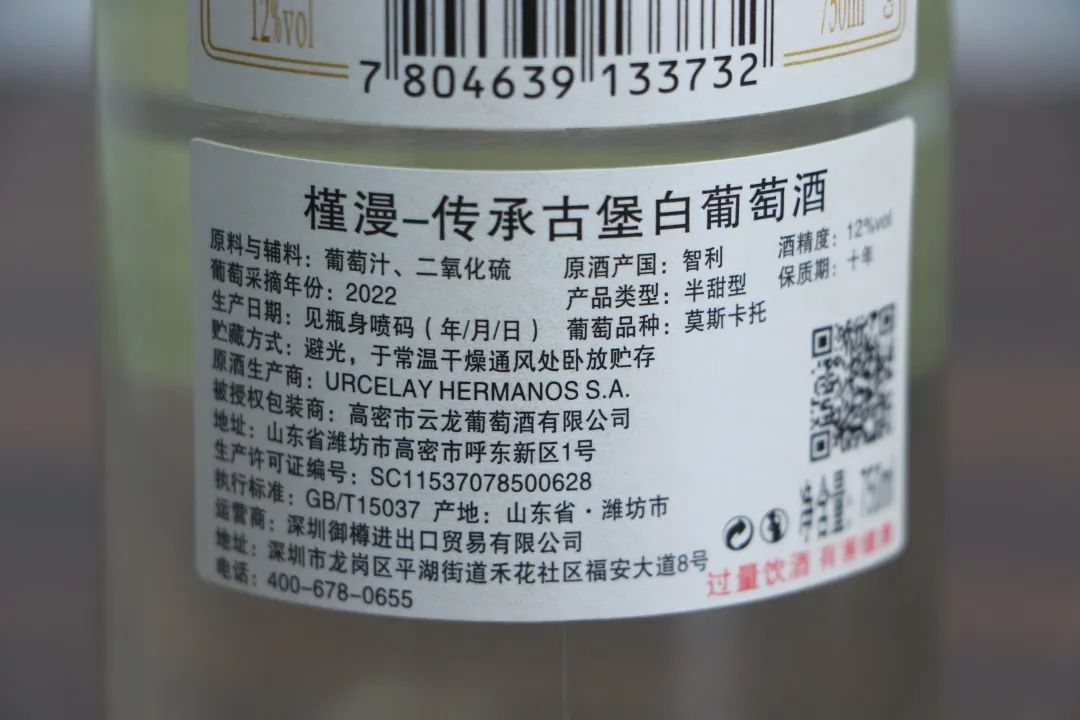 12%vol
750ml
7 804639 133732
槿漫–传承古堡白葡萄酒
原料与辅料：葡萄汁、二氧化硫 原酒产国：智利 酒精度：12%vol
葡萄采摘年份：2022 产品类型：半甜型 保质期：十年
生产日期：见瓶身喷码（年/月/日） 葡萄品种：莫斯卡托
贮藏方式：避光，于常温干燥通风处卧放贮存
原酒生产商：URCELAY HERMANOS S.A.
被授权包装商：高密市云龙葡萄酒有限公司
地址：山东省潍坊市高密市呼东新区1号
生产许可证编号：SC11537078500628
执行标准：GB/T15037 产地：山东省·潍坊市
运营商：深圳御樽进出口贸易有限公司
地址：深圳市龙岗区平湖街道禾花社区福安大道8号
电话：400-678-0655
净含量：750ml
过量饮酒 有害健康